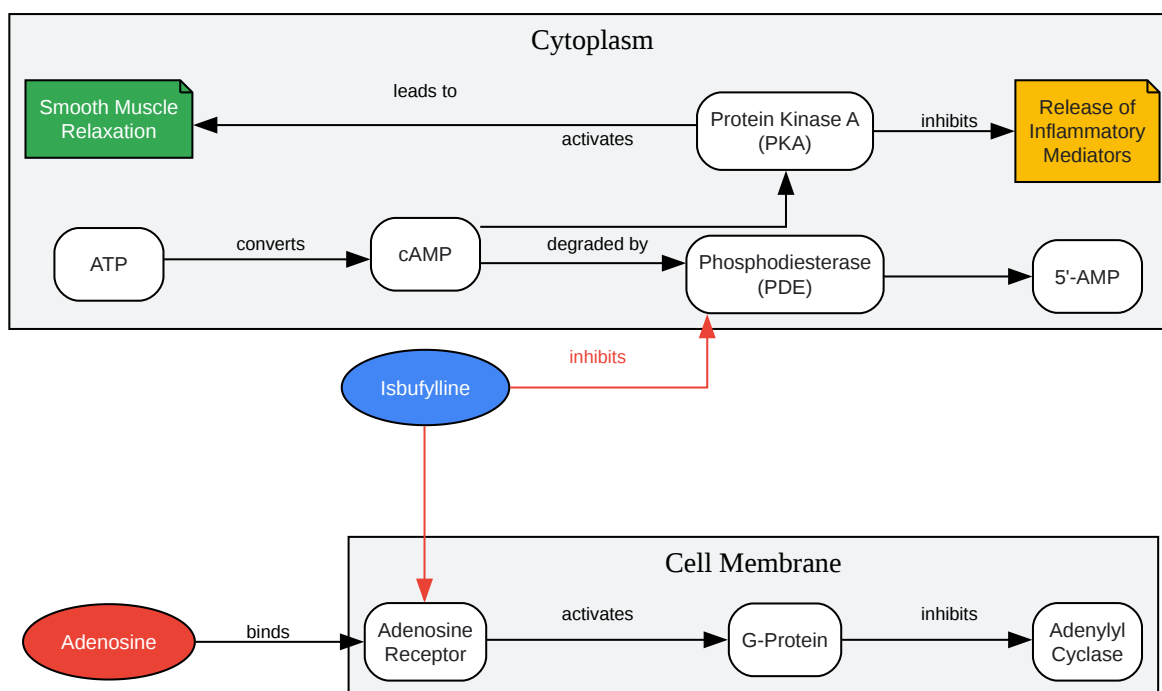 Cytoplasm
leads to
Smooth Muscle
Relaxation
activates
Protein Kinase A
(PKA)
inhibits
Release of
Inflammatory
Mediators
ATP
converts
cAMP
degraded by
Phosphodiesterase
(PDE)
5'-AMP
inhibits
Isbufylline
Cell Membrane
Adenosine
binds
Adenosine
Receptor
activates
G-Protein
inhibits
Adenylyl
Cyclase